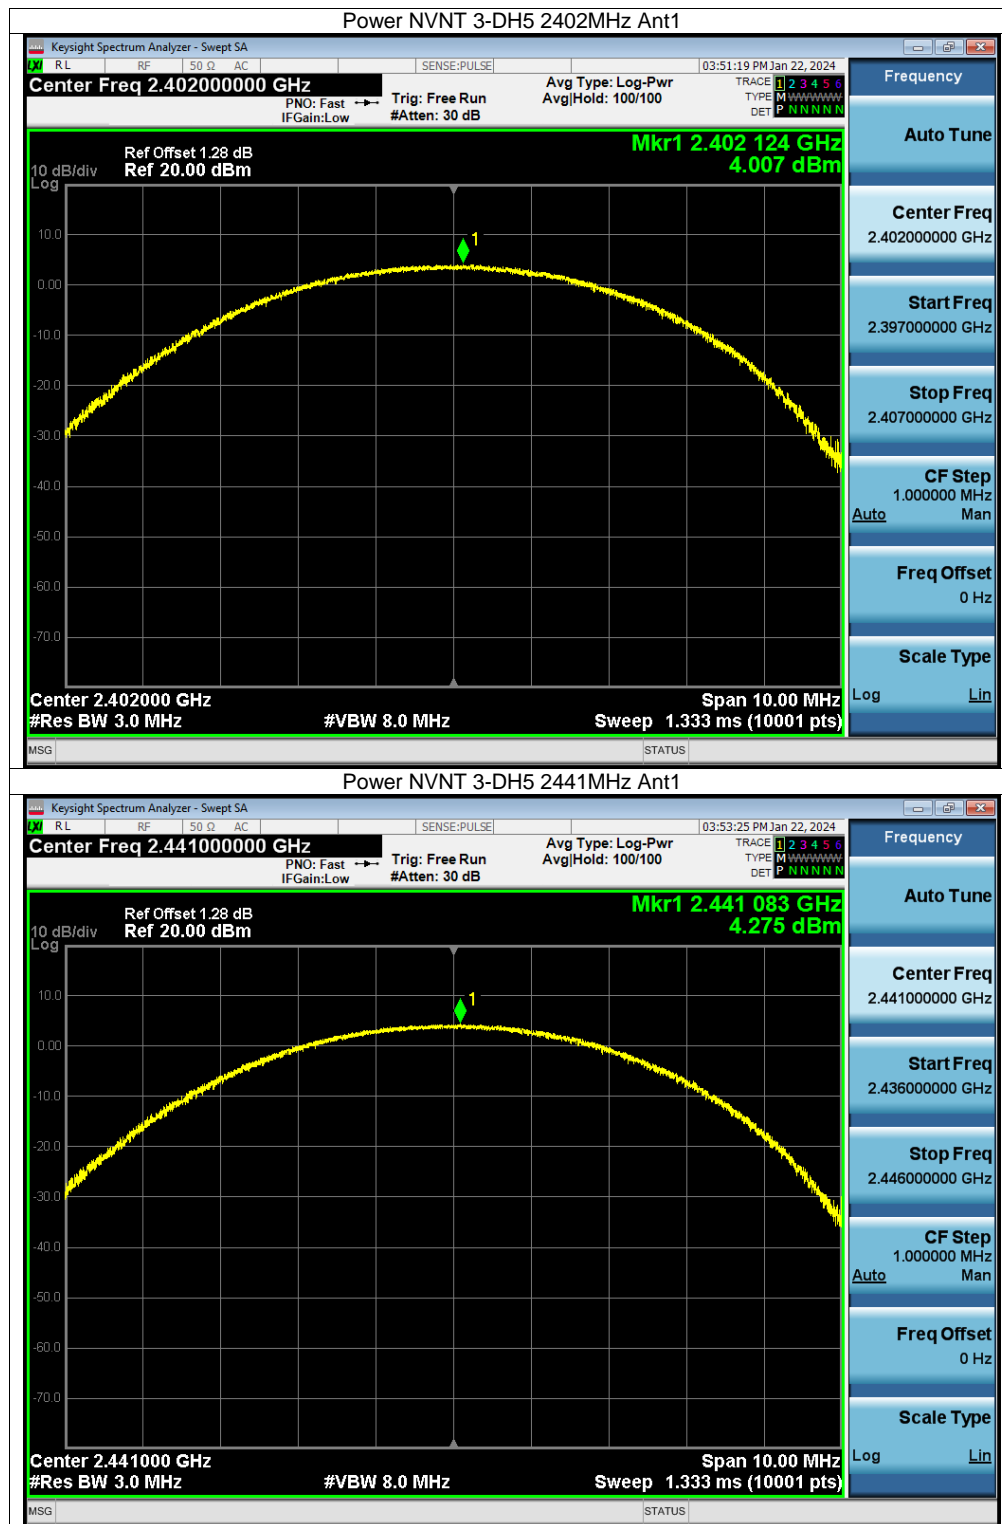 Power NVNT 3-DH5 2402MHz Ant1
Keysight Spectrum Analyzer - Swept SA
LXI RL RF 50 Ω AC SENSE:PULSE 03:51:19 PM Jan 22, 2024
Center Freq 2.402000000 GHz
PNO: Fast
IFGain:Low
Trig: Free Run
#Atten: 30 dB
Avg Type: Log-Pwr
Avg|Hold: 100/100
TRACE 1 2 3 4 5 6
TYPE M WWWWW
DET P N N N N N
Mkr1 2.402 124 GHz
4.007 dBm
Ref Offset 1.28 dB
10 dB/div Ref 20.00 dBm
Log
1
10.0
0.00
-10.0
-20.0
-30.0
-40.0
-50.0
-60.0
-70.0
Center 2.402000 GHz Span 10.00 MHz
#Res BW 3.0 MHz #VBW 8.0 MHz Sweep 1.333 ms (10001 pts)
MSG STATUS
Frequency
Auto Tune
Center Freq
2.402000000 GHz
Start Freq
2.397000000 GHz
Stop Freq
2.407000000 GHz
CF Step
1.000000 MHz
Auto Man
Freq Offset
0 Hz
Scale Type
Log Lin
Power NVNT 3-DH5 2441MHz Ant1
Keysight Spectrum Analyzer - Swept SA
LXI RL RF 50 Ω AC SENSE:PULSE 03:53:25 PM Jan 22, 2024
Center Freq 2.441000000 GHz
PNO: Fast
IFGain:Low
Trig: Free Run
#Atten: 30 dB
Avg Type: Log-Pwr
Avg|Hold: 100/100
TRACE 1 2 3 4 5 6
TYPE M WWWWW
DET P N N N N N
Mkr1 2.441 083 GHz
4.275 dBm
Ref Offset 1.28 dB
10 dB/div Ref 20.00 dBm
Log
1
10.0
0.00
-10.0
-20.0
-30.0
-40.0
-50.0
-60.0
-70.0
Center 2.441000 GHz Span 10.00 MHz
#Res BW 3.0 MHz #VBW 8.0 MHz Sweep 1.333 ms (10001 pts)
MSG STATUS
Frequency
Auto Tune
Center Freq
2.441000000 GHz
Start Freq
2.436000000 GHz
Stop Freq
2.446000000 GHz
CF Step
1.000000 MHz
Auto Man
Freq Offset
0 Hz
Scale Type
Log Lin